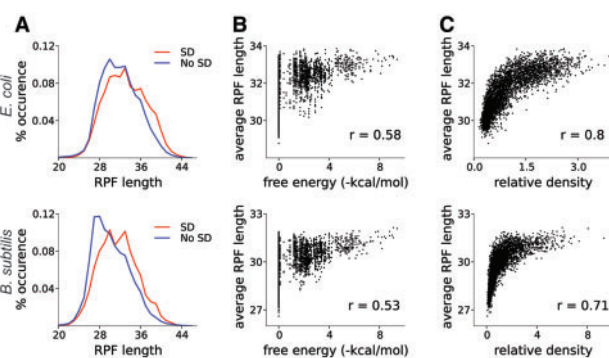 A B C
E. coli
% occurence
0.12
0.08
0.04
SD
No SD
20 28 36 44
RPF length
average RPF length
34
32
30
r = 0.58
0 4 8
free energy (-kcal/mol)
average RPF length
34
32
30
r = 0.8
0 1.5 3.0
relative density
B. subtilis
% occurence
0.12
0.08
0.04
SD
No SD
20 28 36 44
RPF length
average RPF length
33
31
29
27
r = 0.53
0 4 8
free energy (-kcal/mol)
average RPF length
33
31
29
27
r = 0.71
0 4 8
relative density